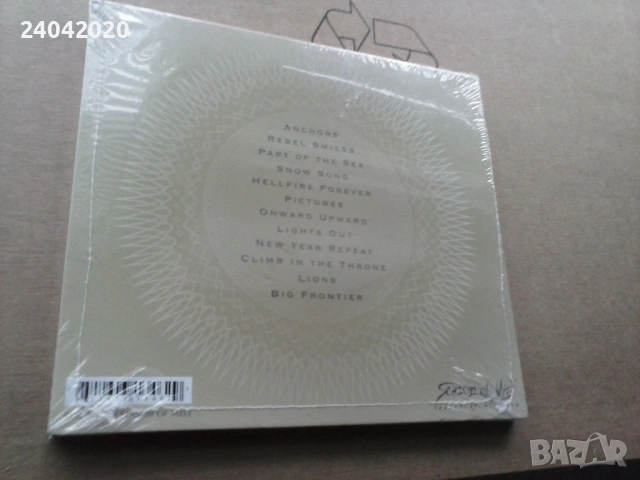 24042020
Anchors
Rebel Smiles
Part of the Sea
Snow Song
Hellfire Forever
Pictures
Onward Upward
Lights Out
New Year Repeat
Climb in the Throne
Lions
Big Frontier
BAZAR.bg